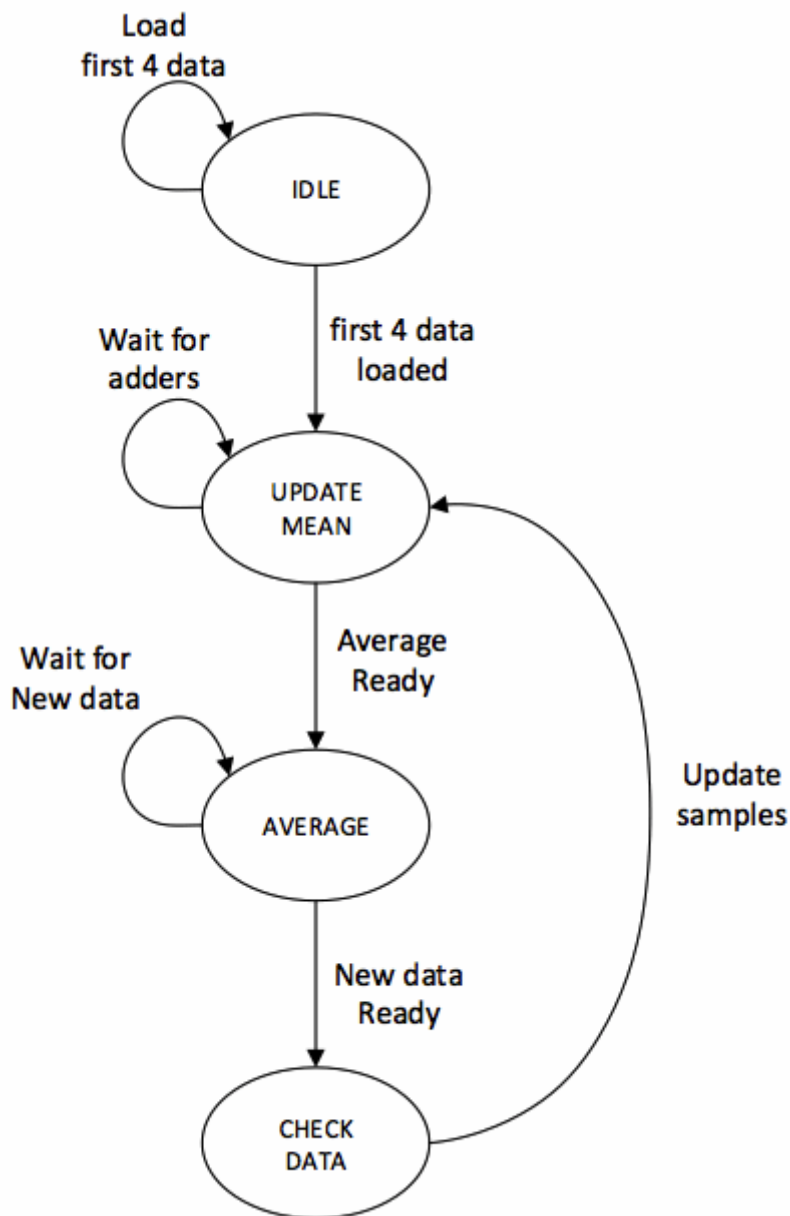 Load
first 4 data
IDLE
first 4 data
loaded
Wait for
adders
UPDATE
MEAN
Average
Ready
Wait for
New data
Update
samples
AVERAGE
New data
Ready
CHECK
DATA